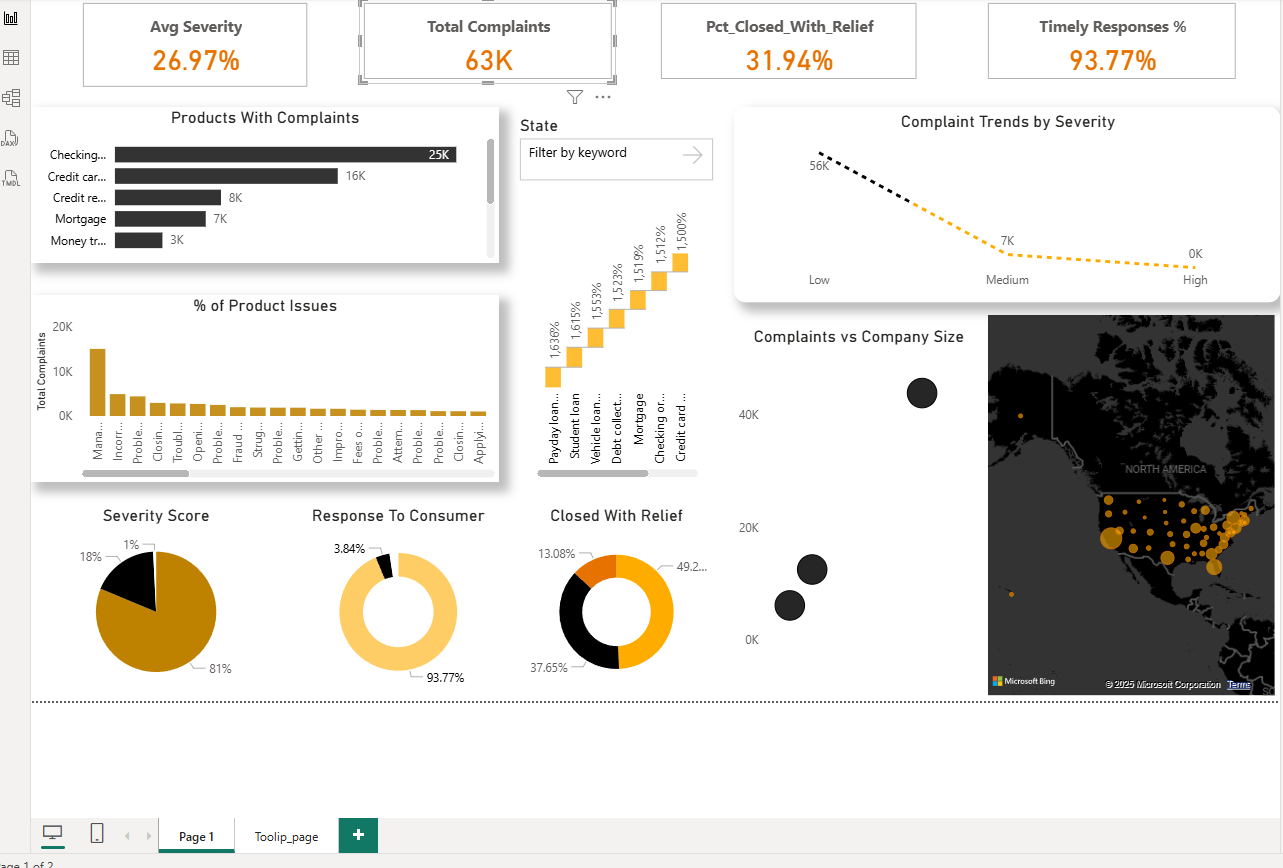 Avg Severity
26.97%
Total Complaints
63K
Pct_Closed_With_Relief
31.94%
Timely Responses %
93.77%
DAX
TMDL
Products With Complaints
Checking...
25K
Credit car...
16K
Credit re...
8K
Mortgage
7K
Money tr...
3K
State
Filter by keyword
Complaint Trends by Severity
56K
7K
0K
Low
Medium
High
% of Product Issues
Total Complaints
20K
10K
0K
Mana...
Incorr...
Proble...
Closin...
Troubl...
Openi...
Proble...
Fraud ...
Strug...
Proble...
Gettin...
Other ...
Impro...
Fees o...
Proble...
Attem...
Proble...
Proble...
Closin...
Applyi...
1,636%
1,615%
1,553%
1,523%
1,519%
1,512%
1,500%
Payday loan...
Student loan
Vehicle loan...
Debt collect...
Mortgage
Checking or...
Credit card ...
Complaints vs Company Size
40K
20K
0K
NORTH AMERICA
Microsoft Bing
© 2025 Microsoft Corporation
Terms
Severity Score
1%
18%
81%
Response To Consumer
3.84%
93.77%
Closed With Relief
13.08%
49.2...
37.65%
Page 1
Toolip_page
+
age 1 of 2